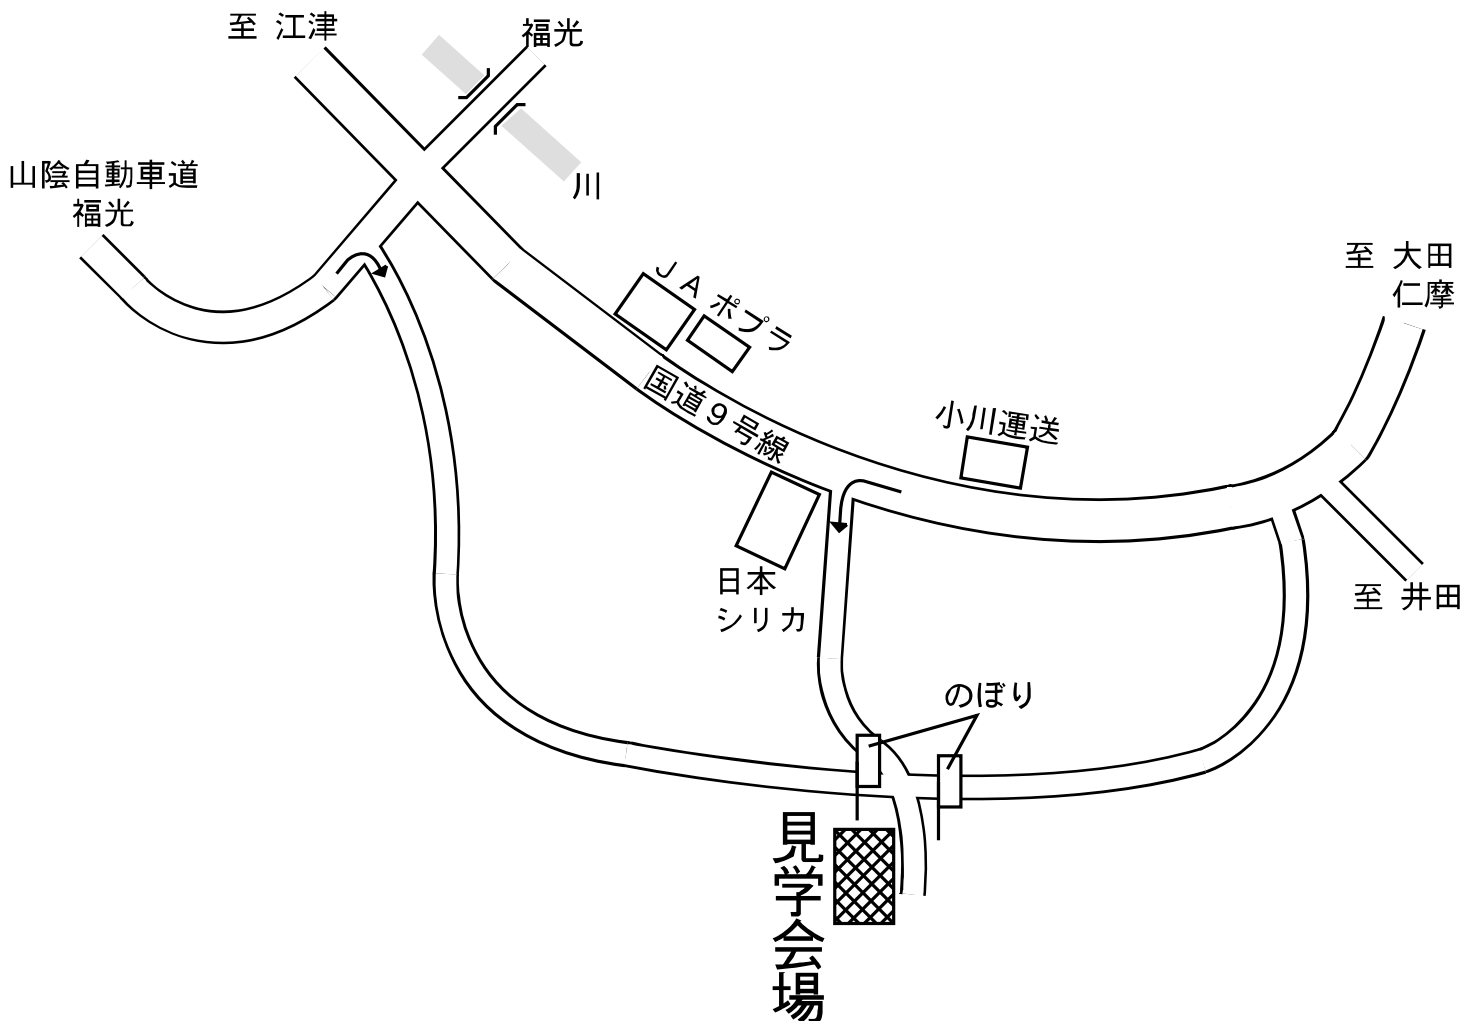 至 江津
福光
川
山陰自動車道
福光
至 大田
仁摩
JA ポプラ
国道9号線
小川運送
日本
シリカ
至 井田
のぼり
見学会場